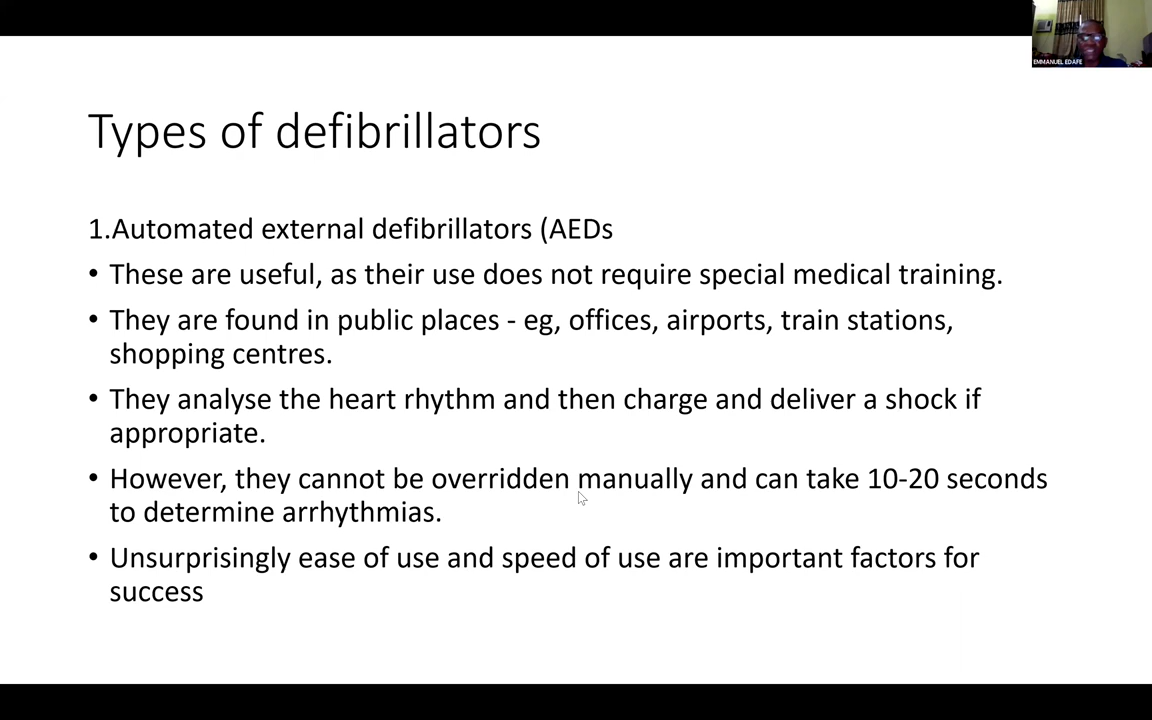 EMMANUEL EDAFE
Types of defibrillators
1.Automated external defibrillators (AEDs
• These are useful, as their use does not require special medical training.
• They are found in public places - eg, offices, airports, train stations,
shopping centres.
• They analyse the heart rhythm and then charge and deliver a shock if
appropriate.
• However, they cannot be overridden manually and can take 10-20 seconds
to determine arrhythmias.
• Unsurprisingly ease of use and speed of use are important factors for
success